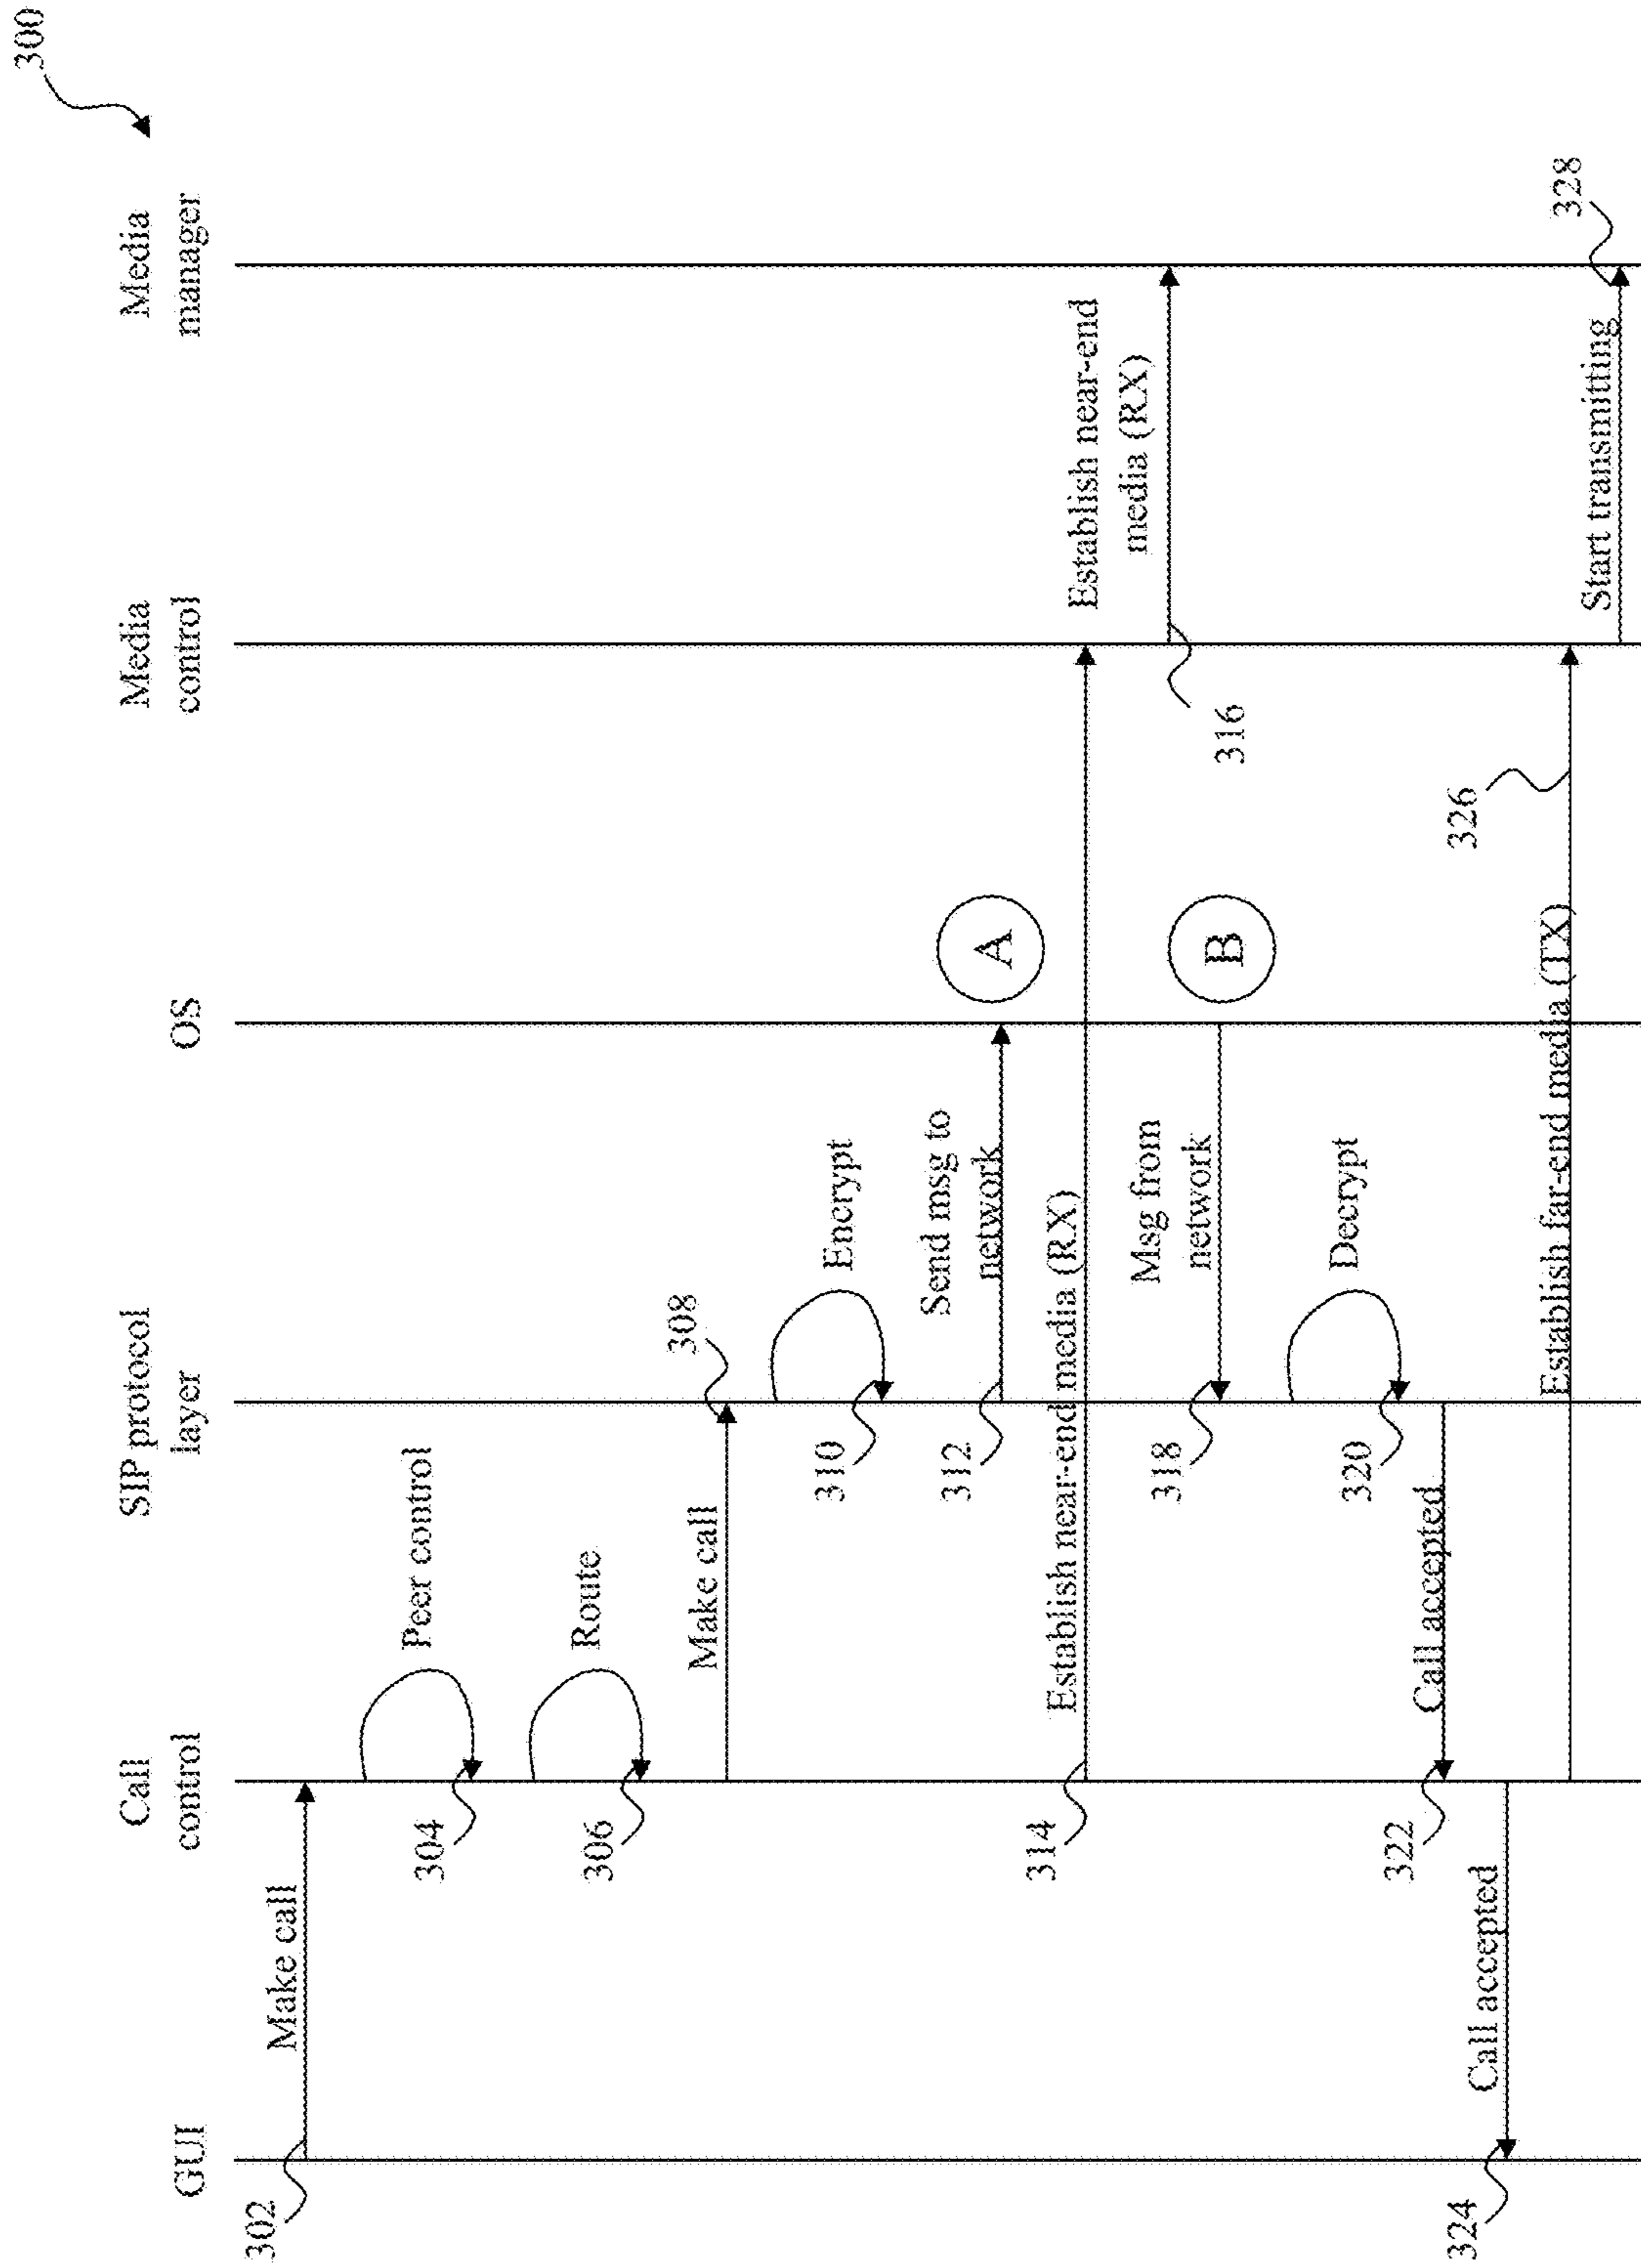 300
GUI
Call
control
SIP protocol
layer
OS
Media
control
Media
manager
302
Make call
Peer control
304
Route
306
Make call
308
Encrypt
310
Send msg to
network
312
A
Establish near-end media (RX)
314
Establish near-end
media (RX)
316
Msg from
network
318
B
Decrypt
320
Call accepted
322
Call accepted
324
Establish far-end media (TX)
326
Start transmitting
328